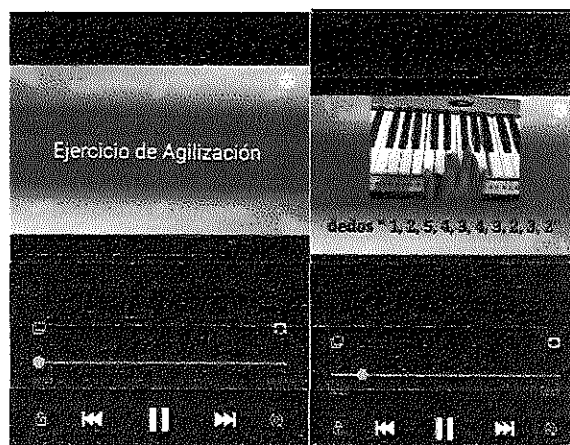 Ejercicio de Agilización
dedos " 1, 2, 5, 4, 3, 4, 3, 2, 3, 2"